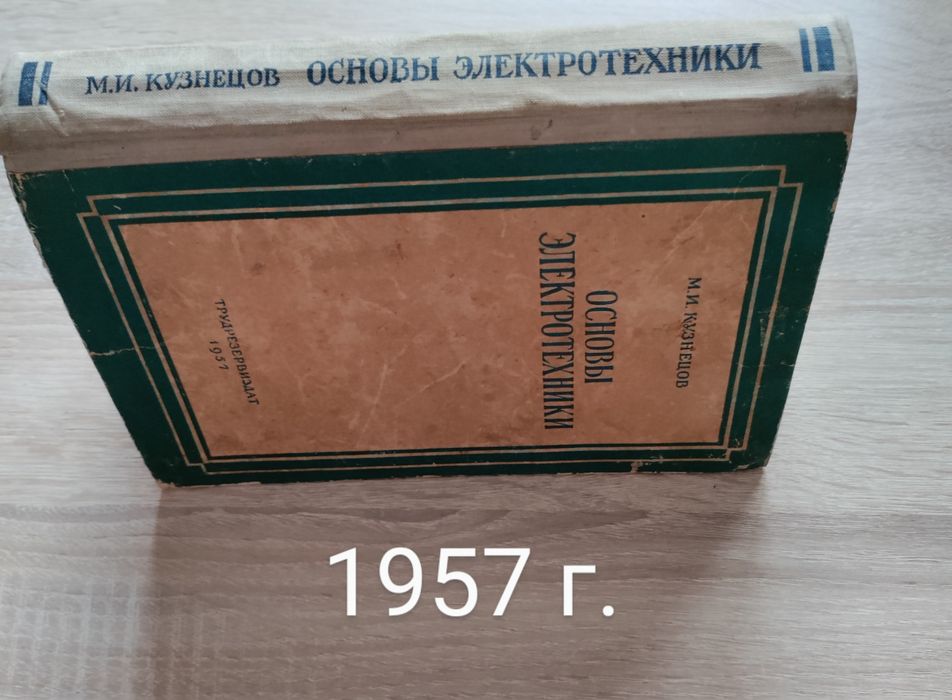 М.И. КУЗНЕЦОВ ОСНОВЫ ЭЛЕКТРОТЕХНИКИ
М.И. КУЗНЕЦОВ
ОСНОВЫ
ЭЛЕКТРОТЕХНИКИ
ТРУДРЕЗЕРВИЗДАТ
1957
1957 г.